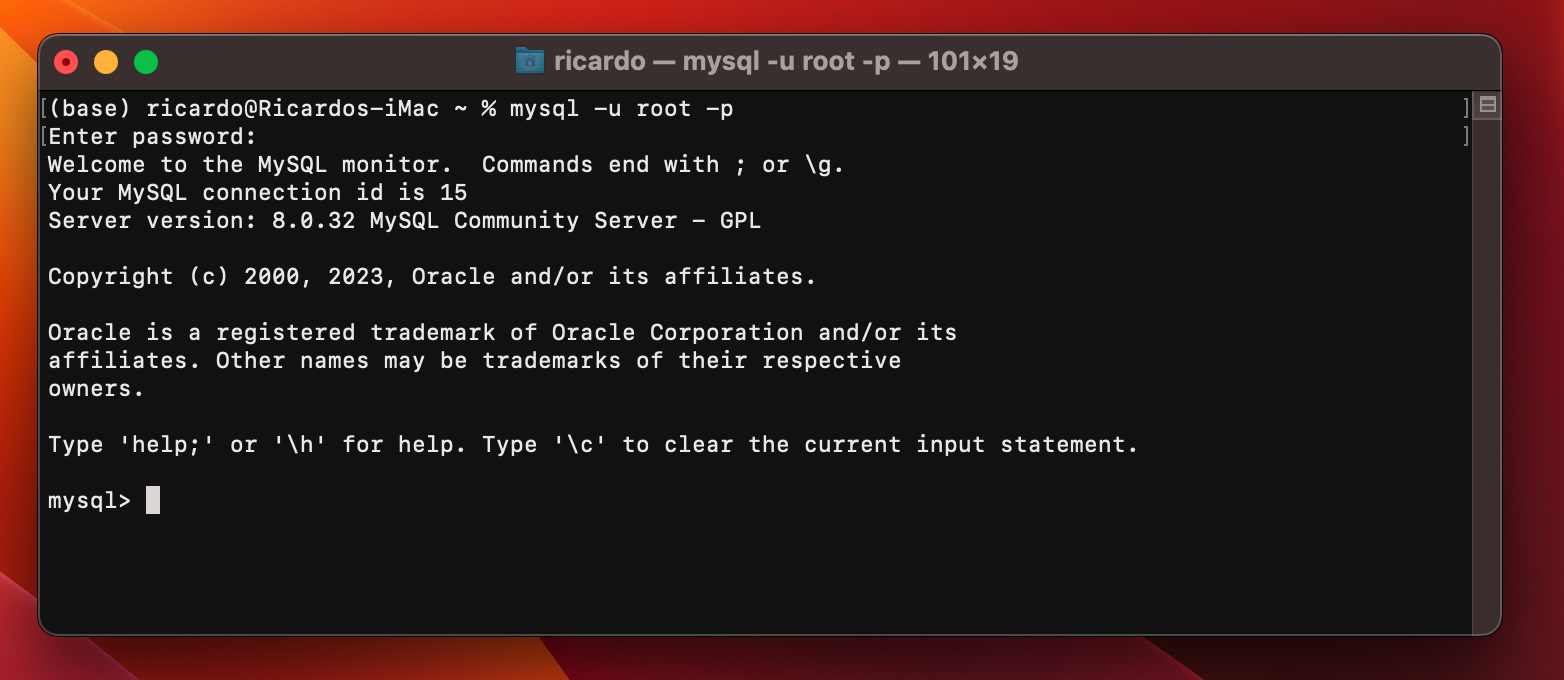 ricardo — mysql -u root -p — 101×19
[(base) ricardo@Ricardos-iMac ~ % mysql -u root -p ]
[Enter password: ]
Welcome to the MySQL monitor.  Commands end with ; or \g.
Your MySQL connection id is 15
Server version: 8.0.32 MySQL Community Server - GPL
Copyright (c) 2000, 2023, Oracle and/or its affiliates.
Oracle is a registered trademark of Oracle Corporation and/or its
affiliates. Other names may be trademarks of their respective
owners.
Type 'help;' or '\h' for help. Type '\c' to clear the current input statement.
mysql>